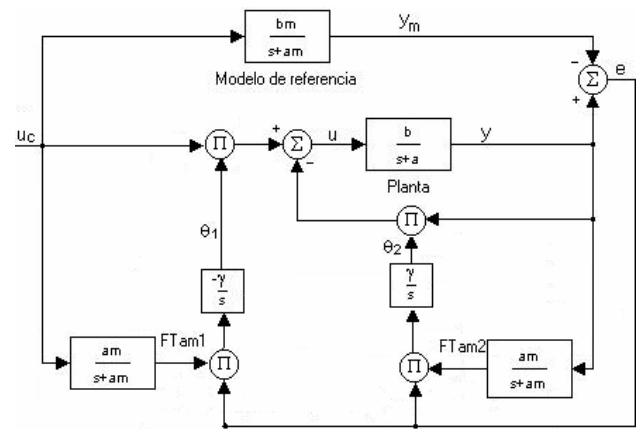 bm
s+am
ym
Modelo de referencia
-
Σ
e
+
uc
Π
+
Σ
-
u
b
s+a
y
Planta
Π
θ1
θ2
-γ
s
γ
s
am
s+am
FTam1
Π
Π
FTam2
am
s+am